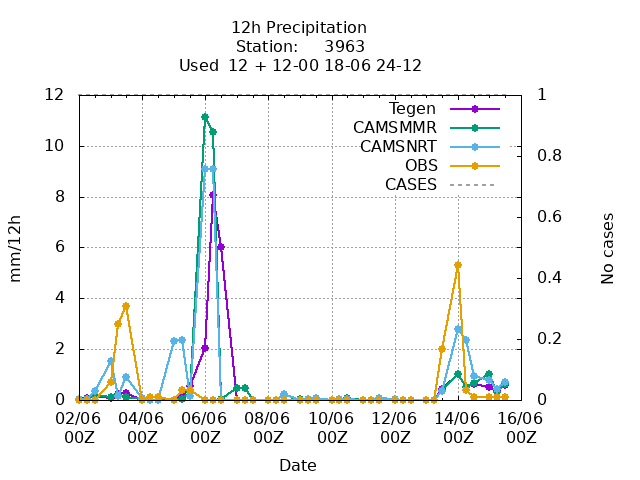 12h Precipitation
Station: 3963
Used 12 + 12-00 18-06 24-12
Tegen
CAMSMMR
CAMSNRT
OBS
CASES
mm/12h
12
10
8
6
4
2
0
No cases
1
0.8
0.6
0.4
0.2
0
02/06 04/06 06/06 08/06 10/06 12/06 14/06 16/06
00Z 00Z 00Z 00Z 00Z 00Z 00Z 00Z
Date